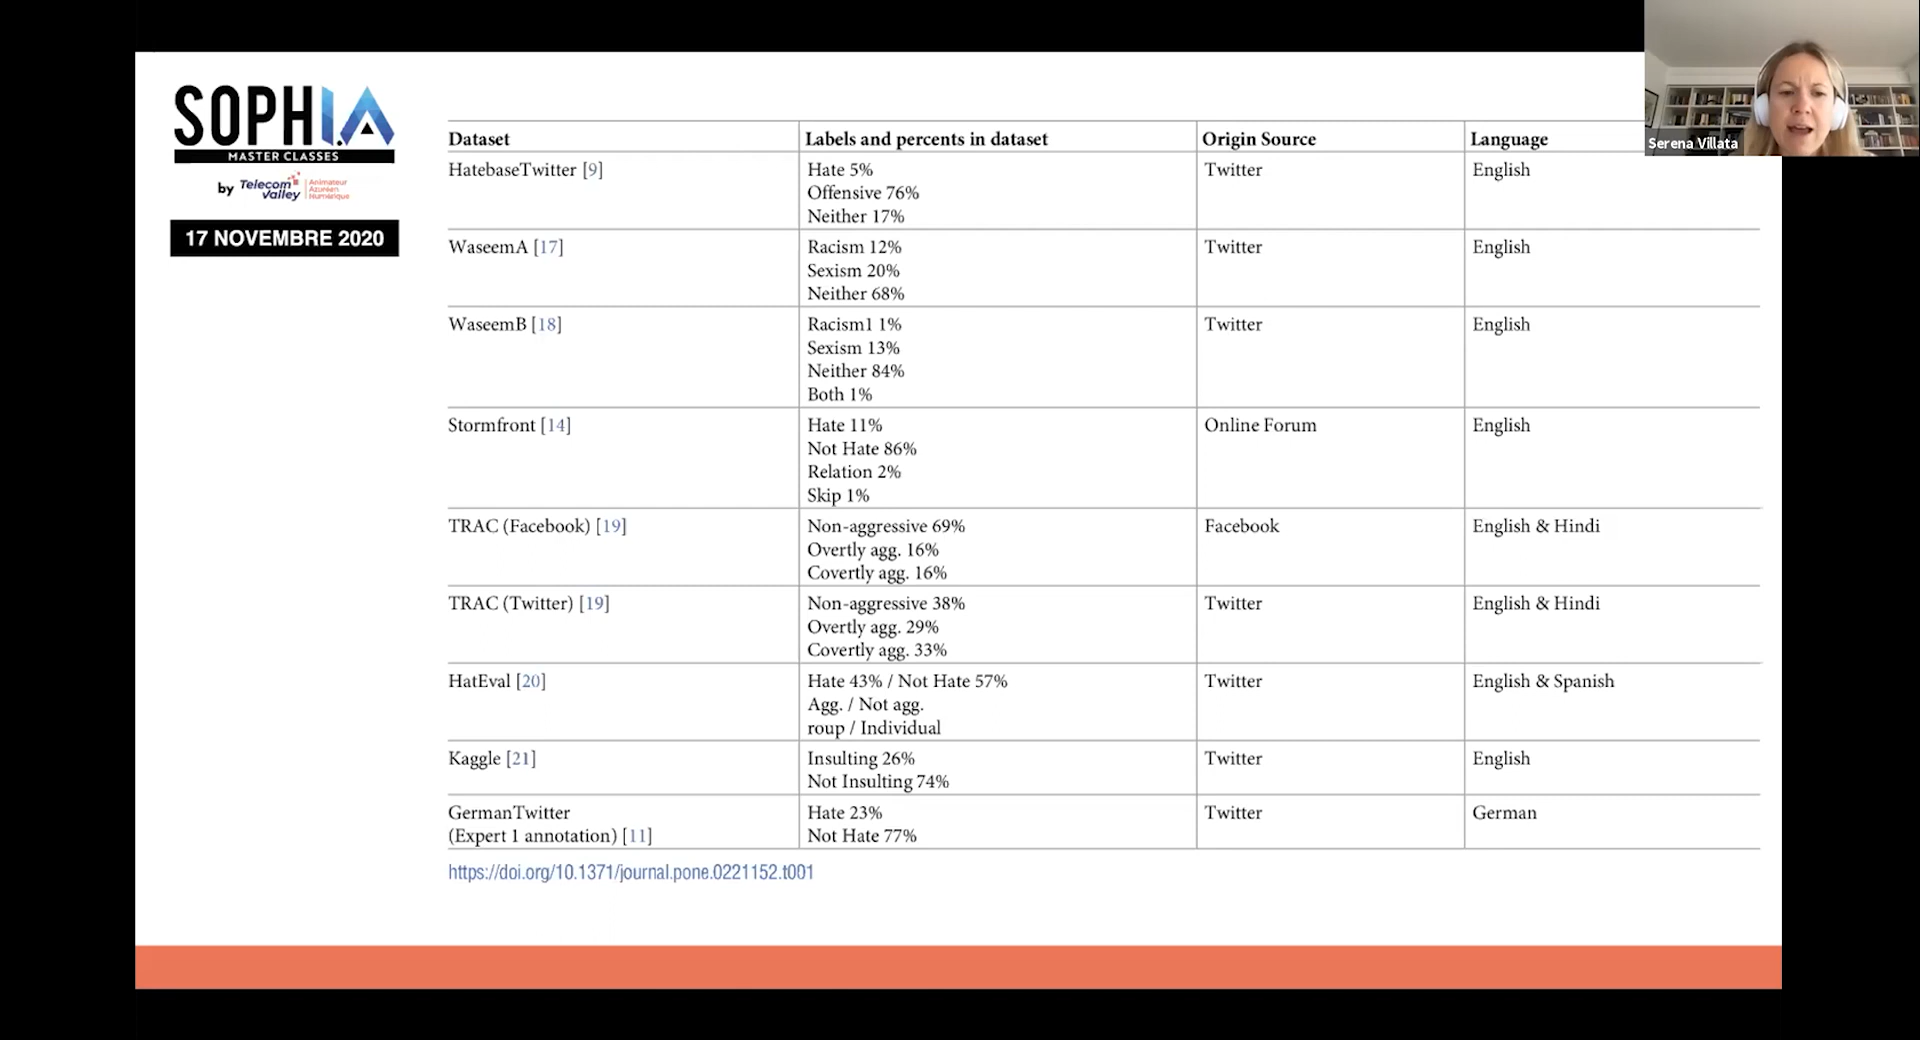 SOPHI.A
MASTER CLASSES
by Telecom Valley
Animateur
Azuréen
Numérique
17 NOVEMBRE 2020
Serena Villata
Dataset Labels and percents in dataset Origin Source Language
HatebaseTwitter [9] Hate 5% Twitter English
Offensive 76%
Neither 17%
WaseemA [17] Racism 12% Twitter English
Sexism 20%
Neither 68%
WaseemB [18] Racism1 1% Twitter English
Sexism 13%
Neither 84%
Both 1%
Stormfront [14] Hate 11% Online Forum English
Not Hate 86%
Relation 2%
Skip 1%
TRAC (Facebook) [19] Non-aggressive 69% Facebook English & Hindi
Overtly agg. 16%
Covertly agg. 16%
TRAC (Twitter) [19] Non-aggressive 38% Twitter English & Hindi
Overtly agg. 29%
Covertly agg. 33%
HatEval [20] Hate 43% / Not Hate 57% Twitter English & Spanish
Agg. / Not agg.
roup / Individual
Kaggle [21] Insulting 26% Twitter English
Not Insulting 74%
GermanTwitter Hate 23% Twitter German
(Expert 1 annotation) [11] Not Hate 77%
https://doi.org/10.1371/journal.pone.0221152.t001